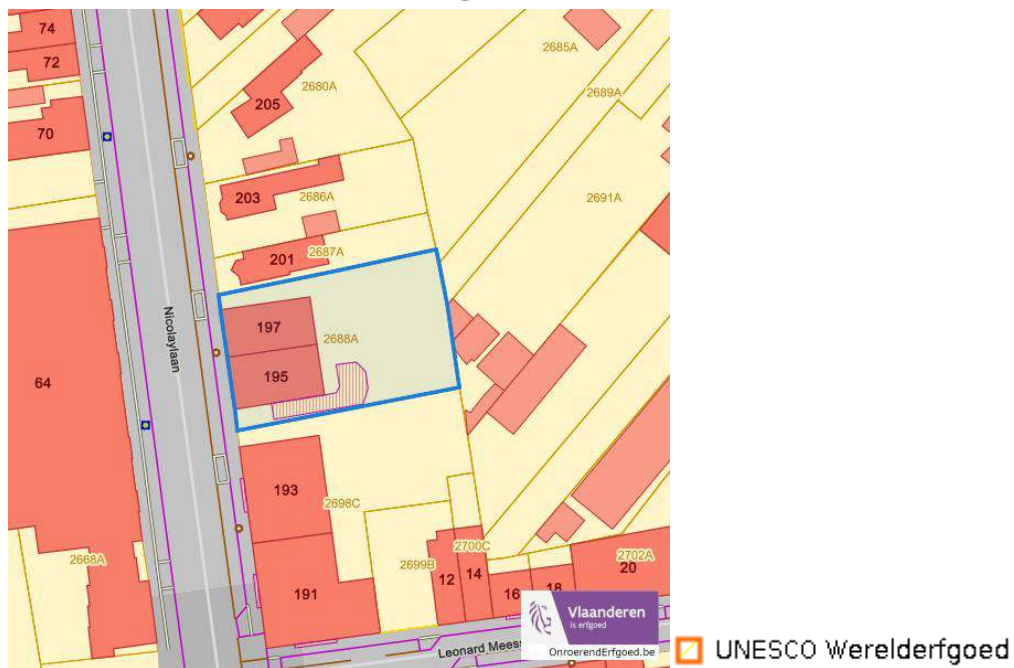 74
72
70
2685A
2680A
2689A
205
203
2686A
2691A
201
2687A
Nicolaylaan
197
2688A
195
64
193
2698C
2668A
2700C
2702A
2699B
12
14
20
16
18
191
Leonard Meess
Vlaanderen
is erfgoed
OnroerendErfgoed.be
UNESCO Werelderfgoed